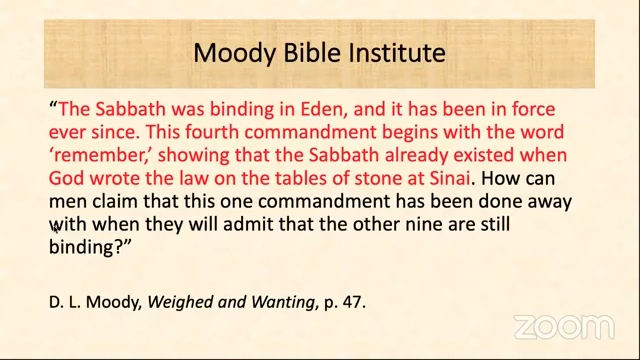 Moody Bible Institute
“The Sabbath was binding in Eden, and it has been in force
ever since. This fourth commandment begins with the word
‘remember,’ showing that the Sabbath already existed when
God wrote the law on the tables of stone at Sinai. How can
men claim that this one commandment has been done away
with when they will admit that the other nine are still
binding?”
D. L. Moody, Weighed and Wanting, p. 47.
zoom